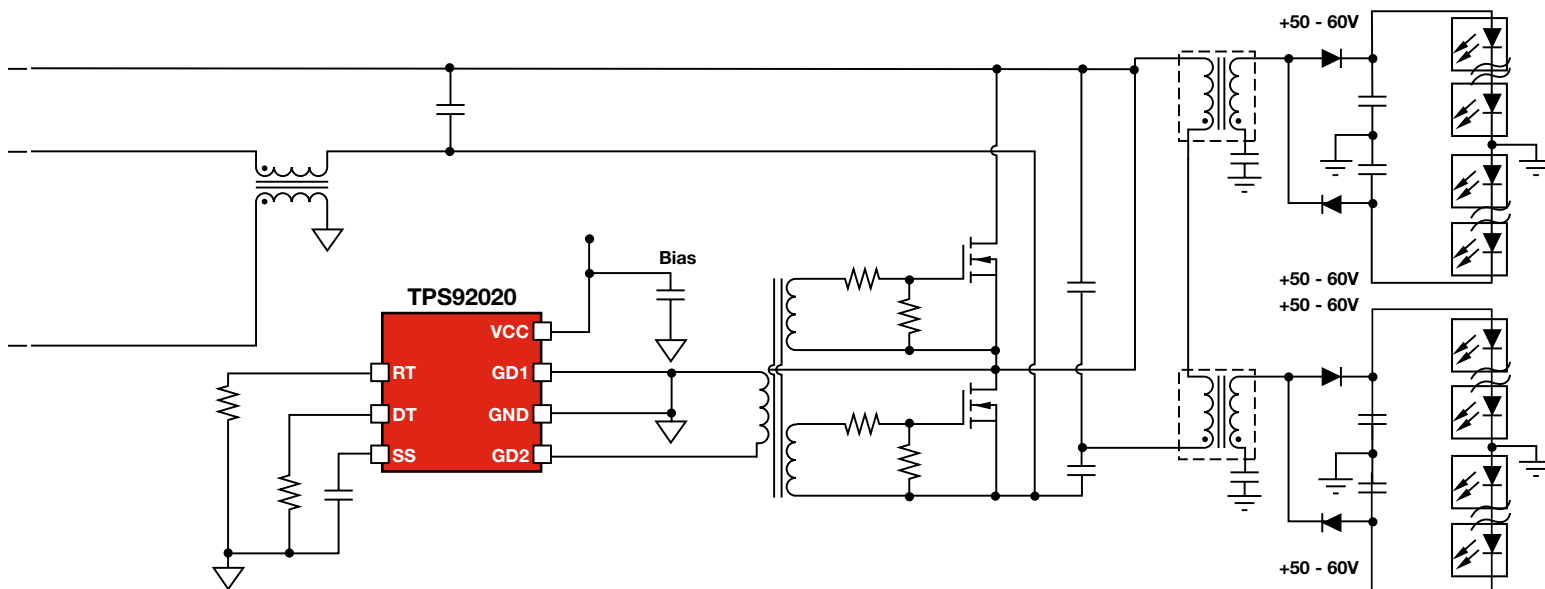 +50 - 60V
Bias
TPS92020
VCC
RT
GD1
DT
GND
SS
GD2
+50 - 60V
+50 - 60V
+50 - 60V